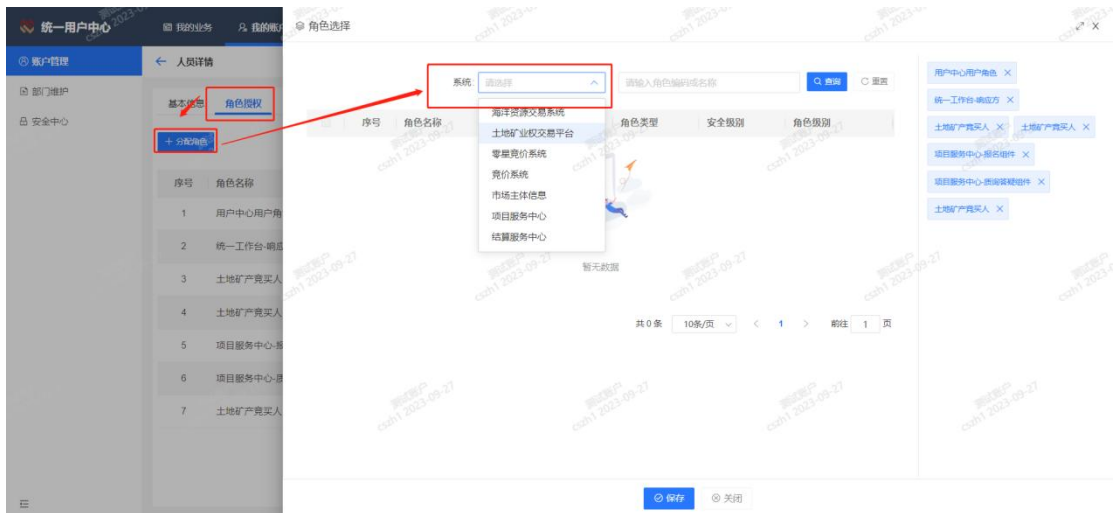 统一用户中心
我的业务
我的账户
账户管理
部门维护
安全中心
人员详情
基本信息
角色授权
+ 分配角色
序号 角色名称
1 用户中心用户角
2 统一工作台-响应
3 土地矿产竞买人
4 土地矿产竞买人
5 项目服务中心-报
6 项目服务中心-质
7 土地矿产竞买人
角色选择
系统 请选择
请输入角色编码或名称
查询
重置
序号 角色名称 角色类型 安全级别 角色级别
海洋资源交易系统
土地矿业权交易平台
零星竞价系统
竞价系统
市场主体信息
项目服务中心
结算服务中心
暂无数据
共 0 条 10条/页 < 1 > 前往 1 页
用户中心用户角色 ×
统一工作台-响应方 ×
土地矿产竞买人 × 土地矿产竞买人 ×
项目服务中心-报名组件 ×
项目服务中心-质询答疑组件 ×
土地矿产竞买人 ×
保存
关闭
测试账户
cszh1 2023-09-27